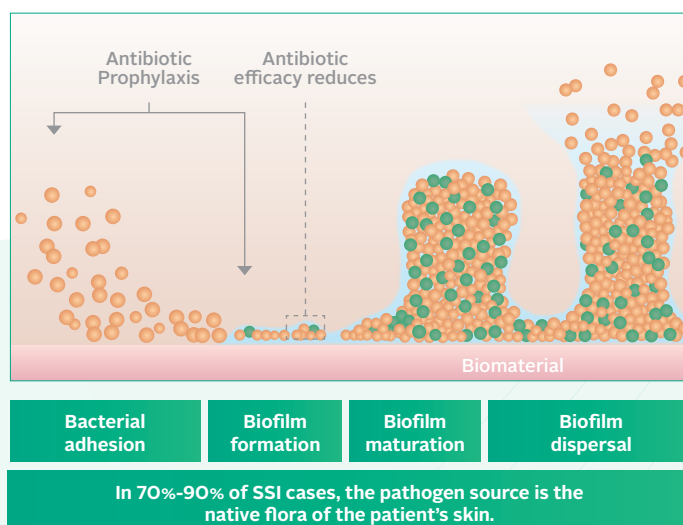 Antibiotic
Prophylaxis
Antibiotic
efficacy reduces
Biomaterial
Bacterial
adhesion
Biofilm
formation
Biofilm
maturation
Biofilm
dispersal
In 70%-90% of SSI cases, the pathogen source is the
native flora of the patient’s skin.